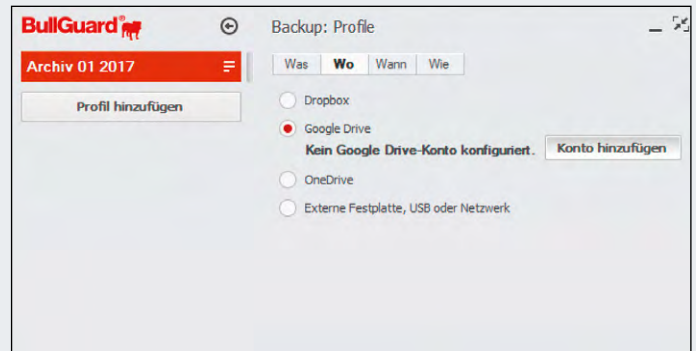 BullGuard®
Backup: Profile
Archiv 01 2017
Was Wo Wann Wie
Profil hinzufügen
Dropbox
Google Drive
Kein Google Drive-Konto konfiguriert. Konto hinzufügen
OneDrive
Externe Festplatte, USB oder Netzwerk